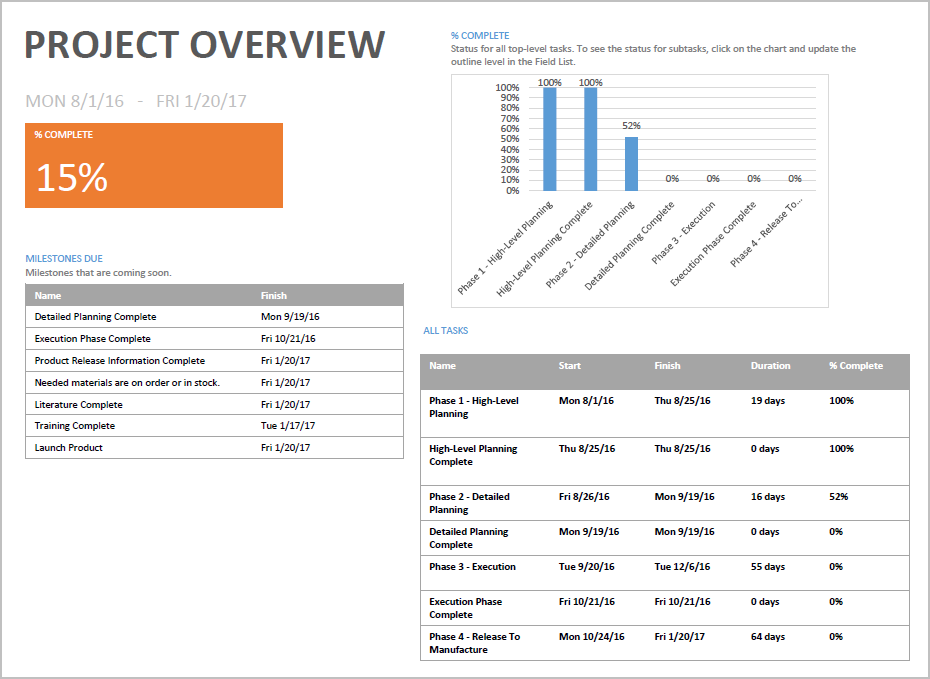 PROJECT OVERVIEW
MON 8/1/16 - FRI 1/20/17
% COMPLETE
15%
MILESTONES DUE
Milestones that are coming soon.
Name Finish
Detailed Planning Complete Mon 9/19/16
Execution Phase Complete Fri 10/21/16
Product Release Information Complete Fri 1/20/17
Needed materials are on order or in stock. Fri 1/20/17
Literature Complete Fri 1/20/17
Training Complete Tue 1/17/17
Launch Product Fri 1/20/17
% COMPLETE
Status for all top-level tasks. To see the status for subtasks, click on the chart and update the
outline level in the Field List.
100%
90%
80%
70%
60%
50%
40%
30%
20%
10%
0%
100% 100% 52% 0% 0% 0% 0%
Phase 1 - High-Level Planning
High-Level Planning Complete
Phase 2 - Detailed Planning
Detailed Planning Complete
Phase 3 - Execution
Execution Phase Complete
Phase 4 - Release To...
ALL TASKS
Name Start Finish Duration % Complete
Phase 1 - High-Level Mon 8/1/16 Thu 8/25/16 19 days 100%
Planning
High-Level Planning Thu 8/25/16 Thu 8/25/16 0 days 100%
Complete
Phase 2 - Detailed Fri 8/26/16 Mon 9/19/16 16 days 52%
Planning
Detailed Planning Mon 9/19/16 Mon 9/19/16 0 days 0%
Complete
Phase 3 - Execution Tue 9/20/16 Tue 12/6/16 55 days 0%
Execution Phase Fri 10/21/16 Fri 10/21/16 0 days 0%
Complete
Phase 4 - Release To Mon 10/24/16 Fri 1/20/17 64 days 0%
Manufacture